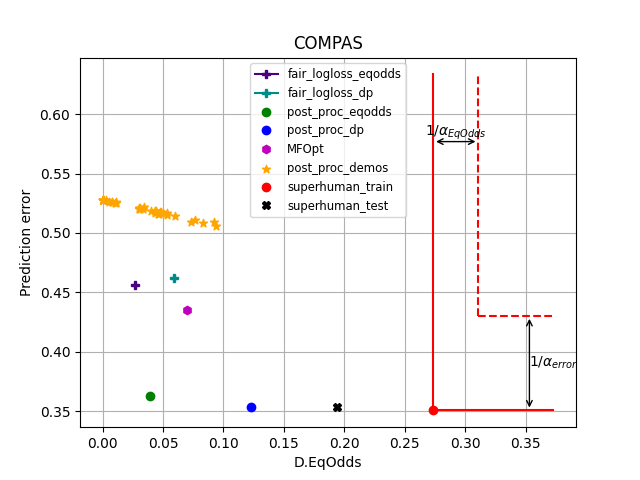 COMPAS
fair_logloss_eqodds
fair_logloss_dp
post_proc_eqodds
post_proc_dp
MFOpt
post_proc_demos
superhuman_train
superhuman_test
1/α_EqOdds
1/α_error
Prediction error
0.60
0.55
0.50
0.45
0.40
0.35
0.00 0.05 0.10 0.15 0.20 0.25 0.30 0.35
D.EqOdds